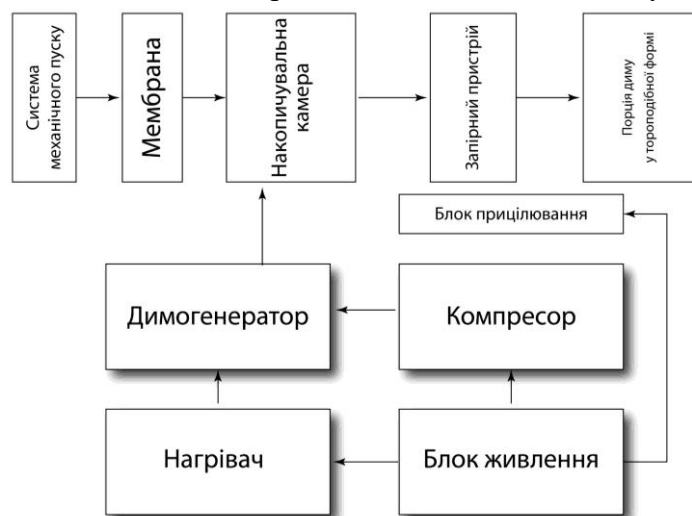 Система
механічного пуску
Мембрана
Накопичувальна
камера
Запірний пристрій
Порція диму
у тороподібної формі
Блок прицілювання
Димогенератор
Компресор
Нагрівач
Блок живлення